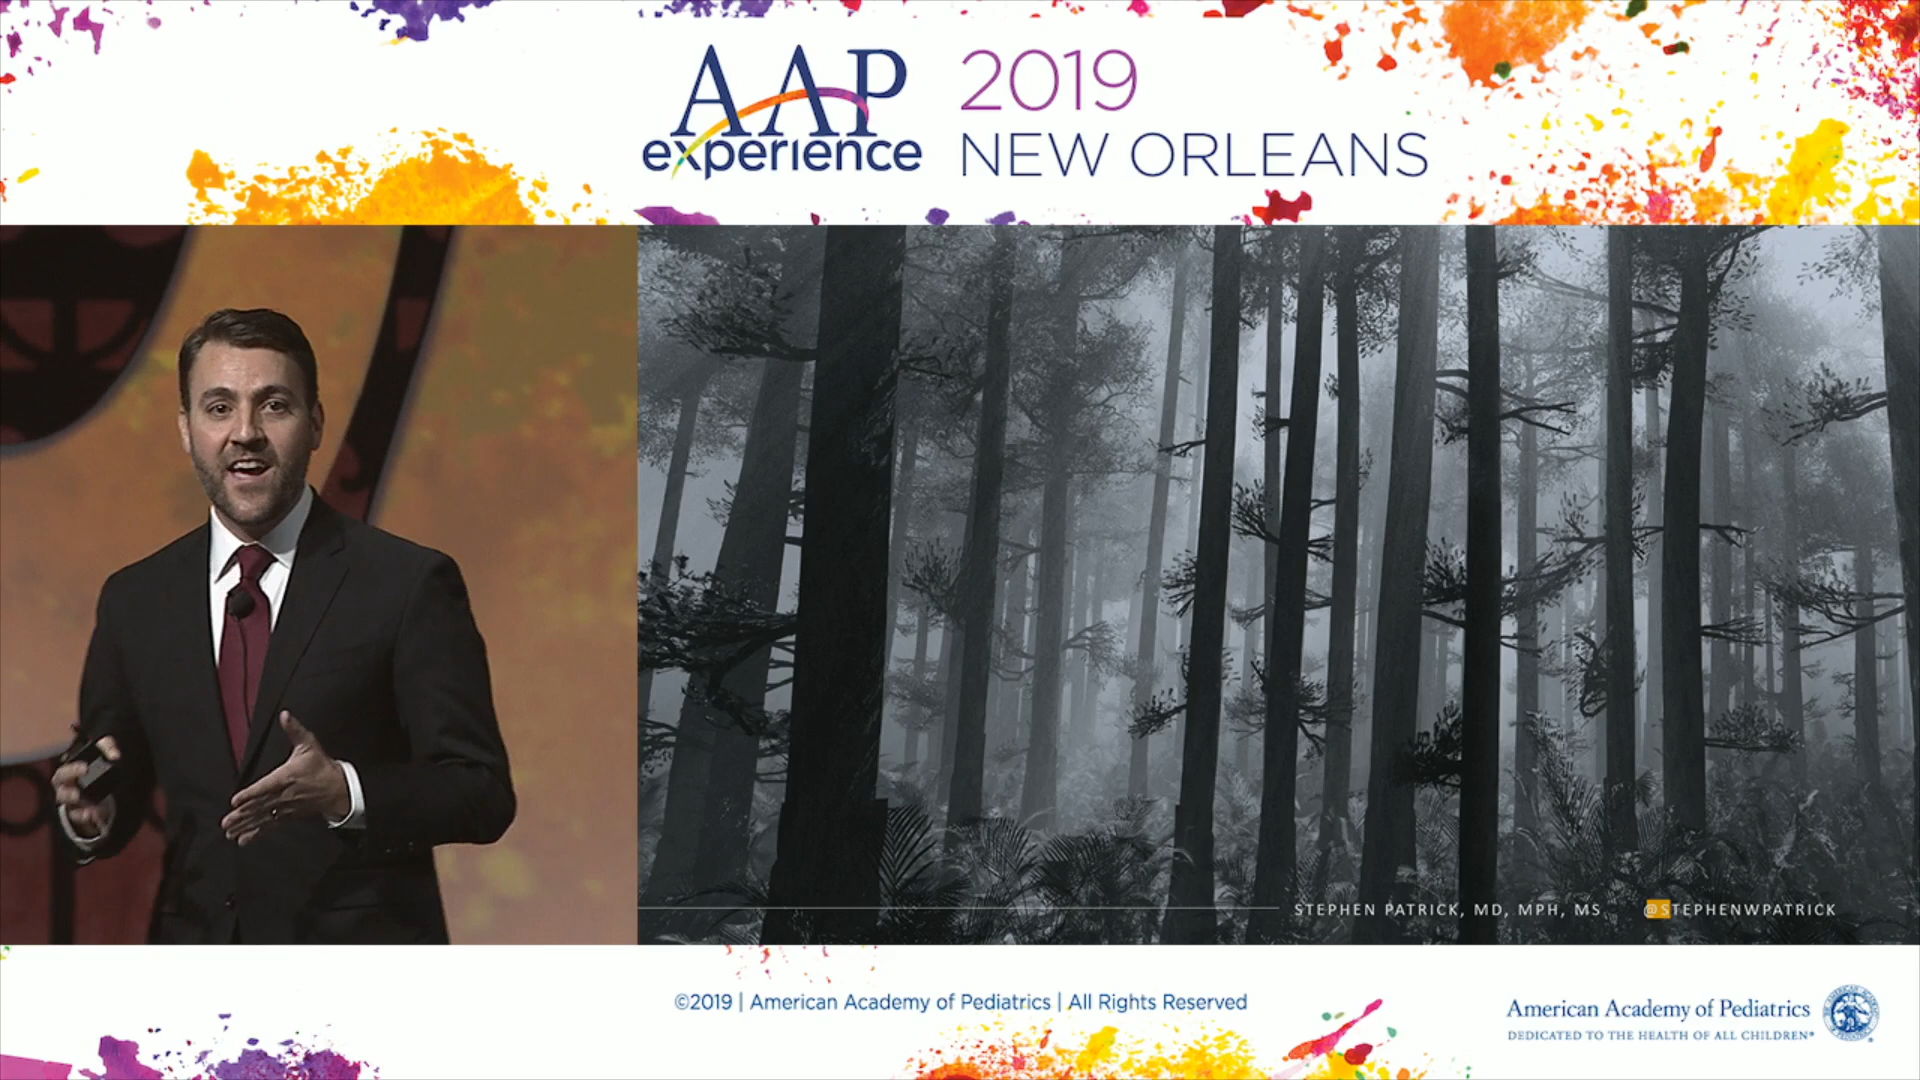 AAP
experience
2019
NEW ORLEANS
STEPHEN PATRICK, MD, MPH, MS @STEPHENWPATRICK
©2019 | American Academy of Pediatrics | All Rights Reserved
American Academy of Pediatrics
DEDICATED TO THE HEALTH OF ALL CHILDREN®